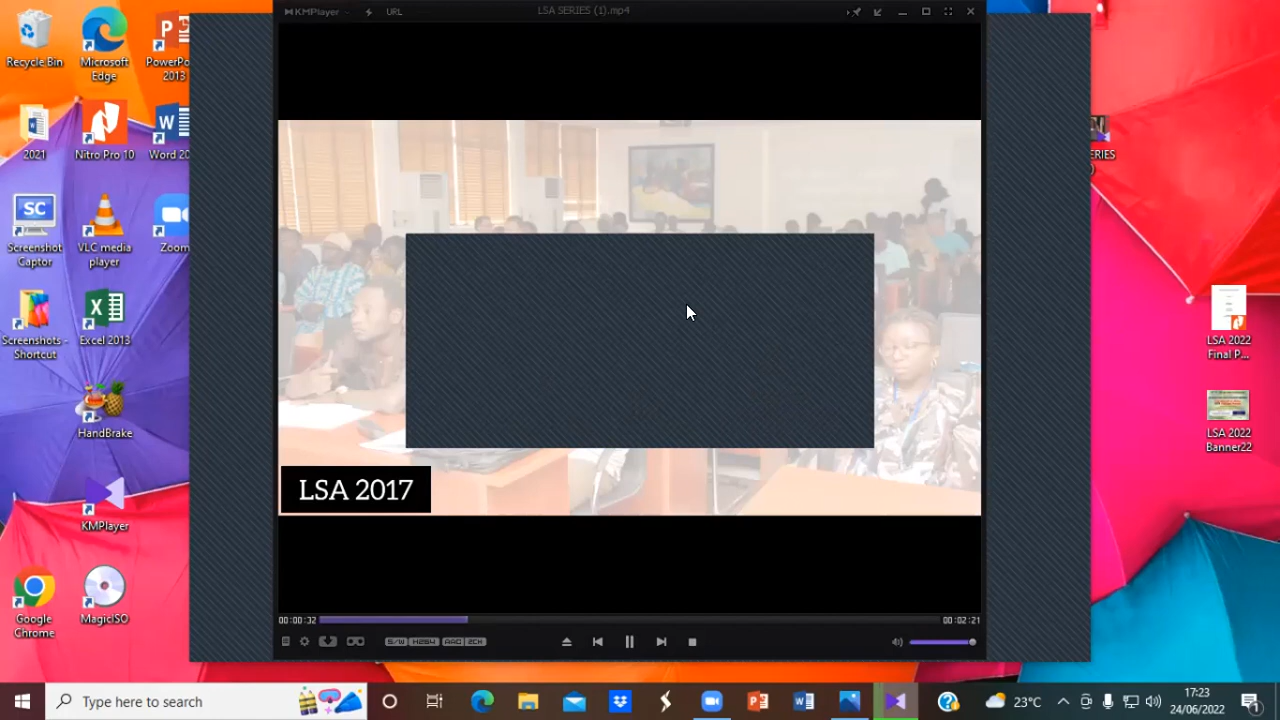 KMPlayer
URL
LSA SERIES (1).mp4
Recycle Bin
Microsoft
Edge
2013
2021
Nitro Pro 10
SC
Screenshot
Captor
VLC media
player
Zoom
Screenshots -
Shortcut
Excel 2013
HandBrake
KMPlayer
Google
Chrome
MagicISO
LSA 2017
00:00:32
00:02:21
S/W H264 AAC 2CH
LSA 2022
Final P...
LSA 2022
Banner22
Type here to search
23°C
17:23
24/06/2022
1